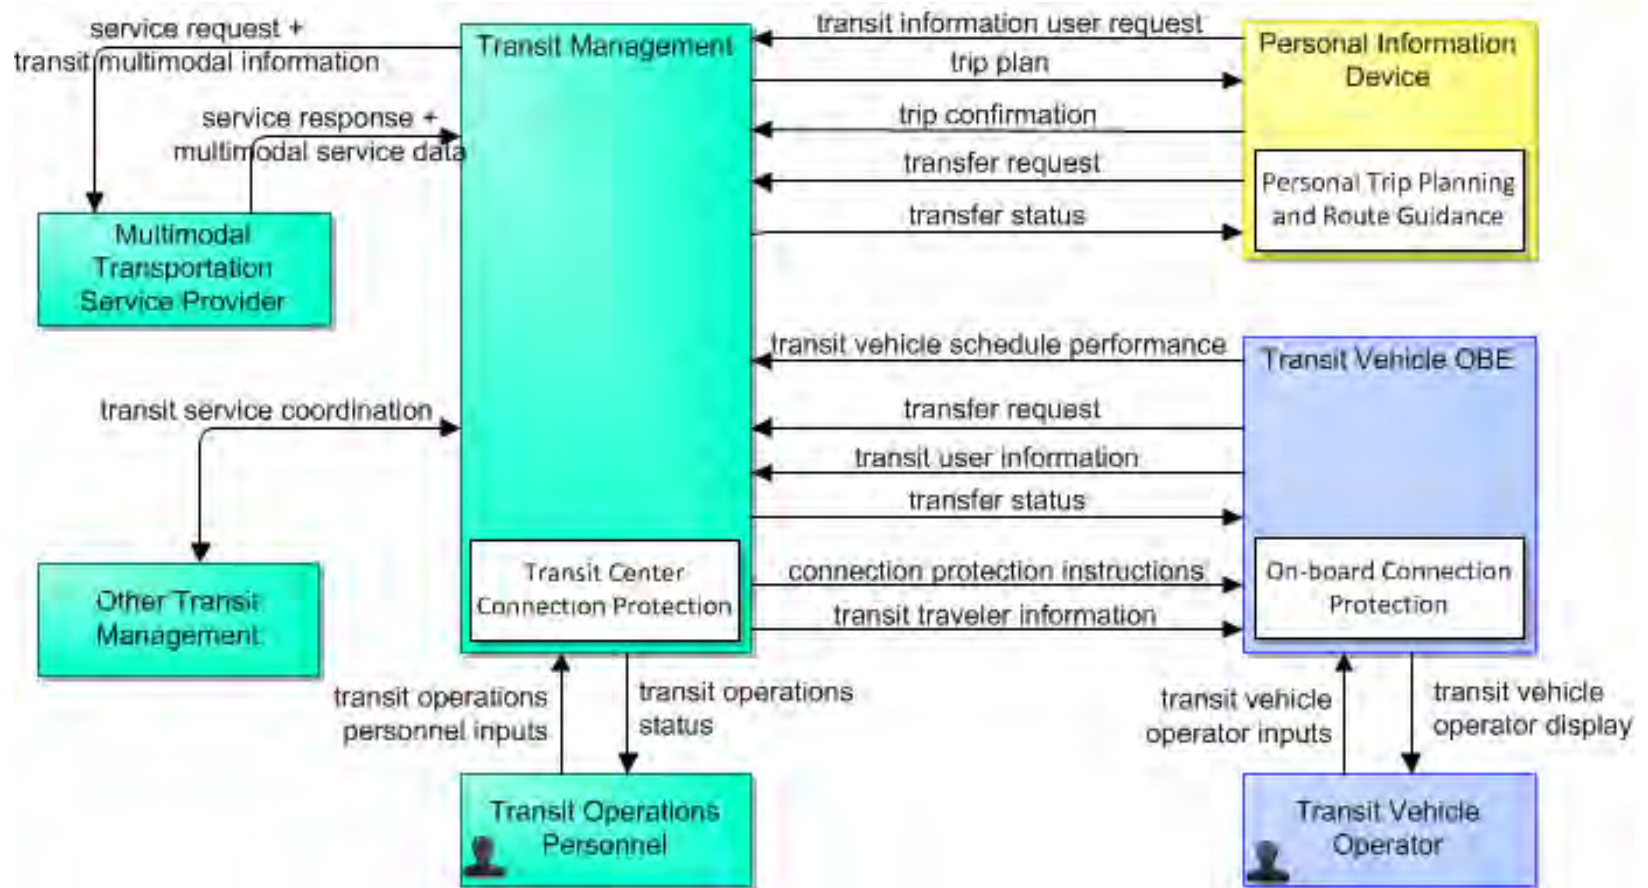 service request +
transit multimodal information
service response +
multimodal service data
Multimodal
Transportation
Service Provider
transit service coordination
Other Transit
Management
Transit Management
Transit Center
Connection Protection
transit information user request
trip plan
trip confirmation
transfer request
transfer status
Personal Information
Device
Personal Trip Planning
and Route Guidance
transit vehicle schedule performance
transfer request
transit user information
transfer status
connection protection instructions
transit traveler information
Transit Vehicle OBE
On-board Connection
Protection
transit operations
personnel inputs
transit operations
status
transit vehicle
operator inputs
transit vehicle
operator display
Transit Operations
Personnel
Transit Vehicle
Operator